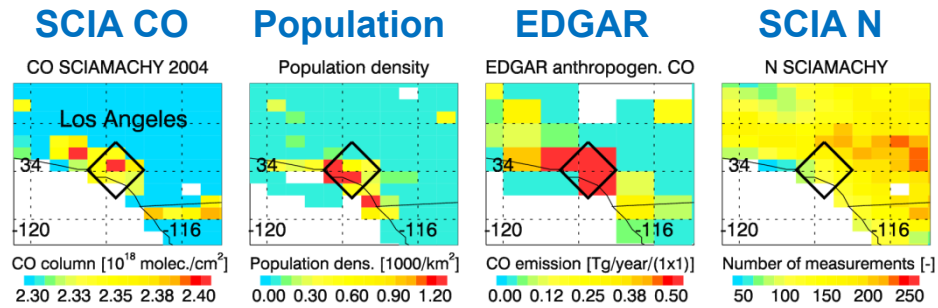 SCIA CO Population EDGAR SCIA N
CO SCIAMACHY 2004 Population density EDGAR anthropogen. CO N SCIAMACHY
Los Angeles
34 34 34 34
-120 -116 -120 -116 -120 -116 -120 -116
CO column [10¹⁸ molec./cm²] Population dens. [1000/km²] CO emission [Tg/year/(1x1)] Number of measurements [-]
2.30 2.33 2.35 2.38 2.40 0.00 0.30 0.60 0.90 1.20 0.00 0.12 0.25 0.38 0.50 50 100 150 200 250